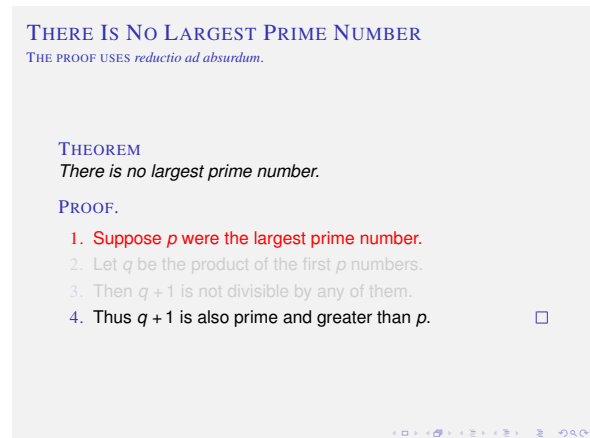 THERE IS NO LARGEST PRIME NUMBER
THE PROOF USES reductio ad absurdum.
THEOREM
There is no largest prime number.
PROOF.
1. Suppose p were the largest prime number.
2. Let q be the product of the first p numbers.
3. Then q + 1 is not divisible by any of them.
4. Thus q + 1 is also prime and greater than p.